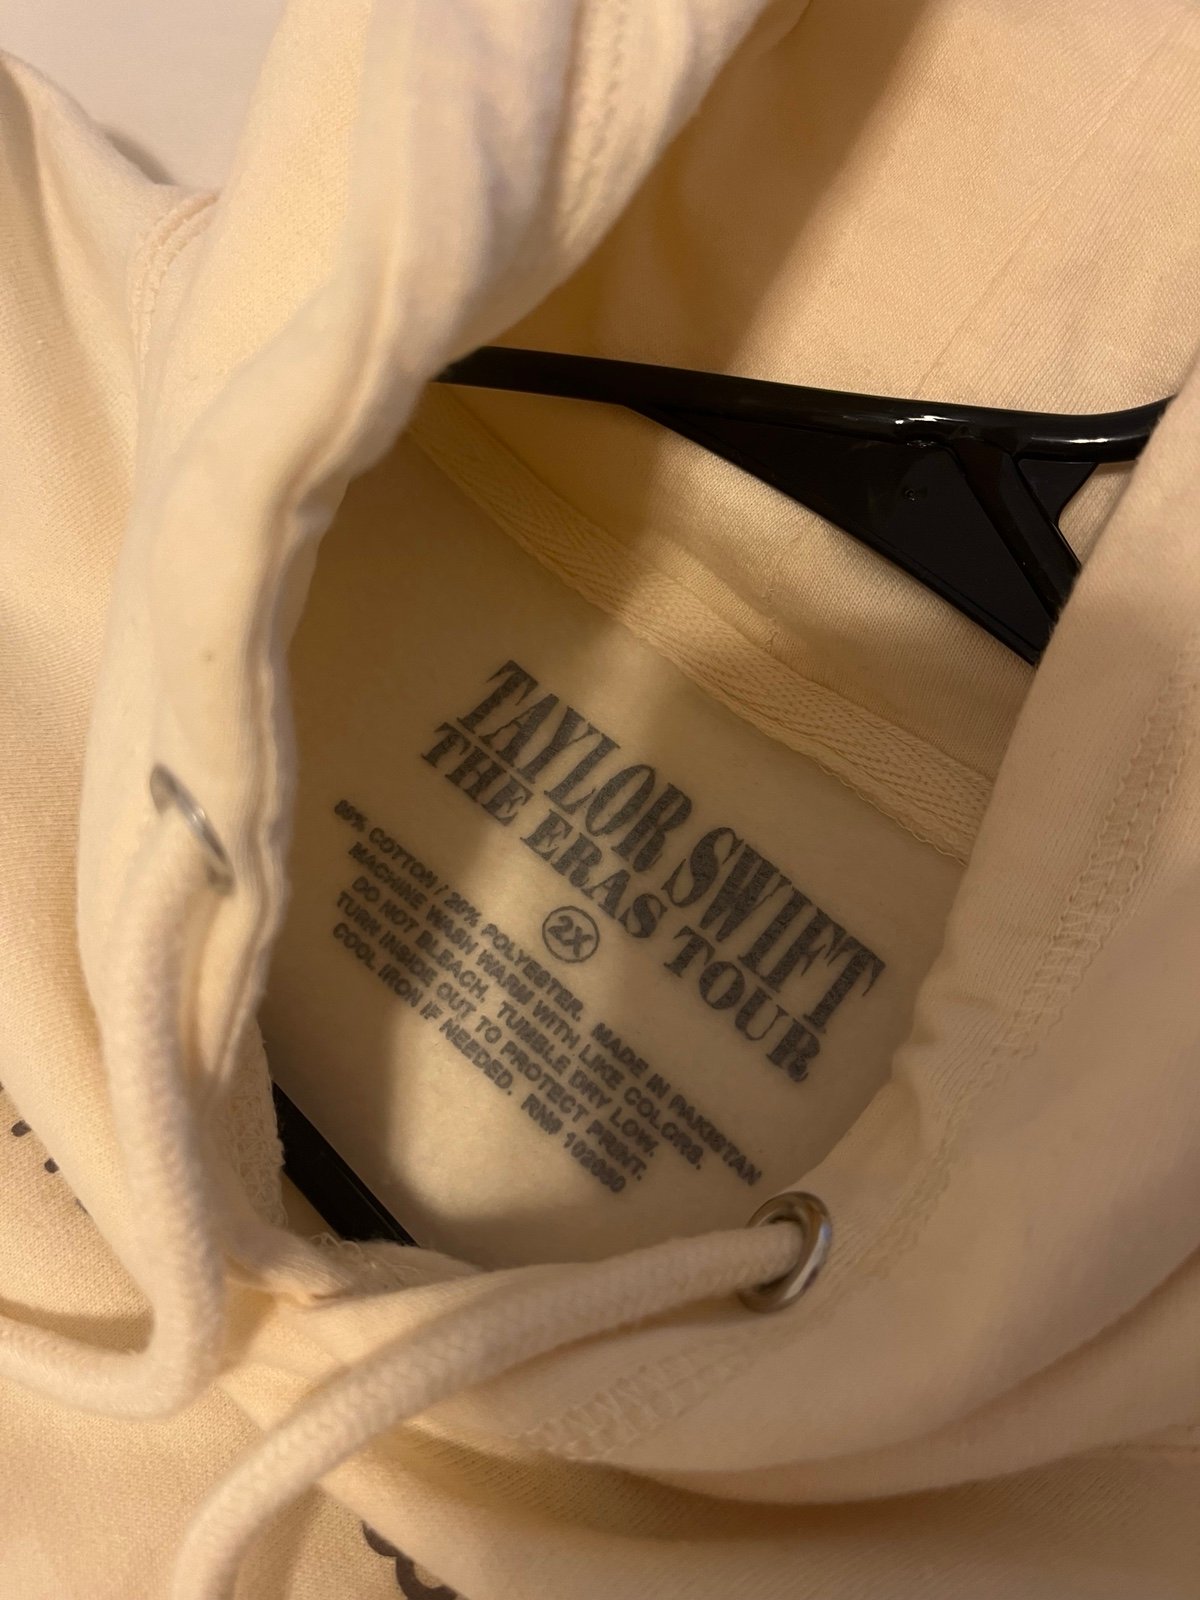 TAYLOR SWIFT
THE ERAS TOUR
2X
80% COTTON / 20% POLYESTER. MADE IN PAKISTAN
MACHINE WASH WARM WITH LIKE COLORS.
DO NOT BLEACH. TUMBLE DRY LOW.
TURN INSIDE OUT TO PROTECT PRINT.
COOL IRON IF NEEDED. RN#